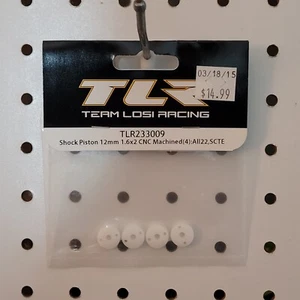 03/18/15
$14.99
TLR
TEAM LOSI RACING
TLR233009
Shock Piston 12mm 1.6x2 CNC Machined(4):All22,SCTE